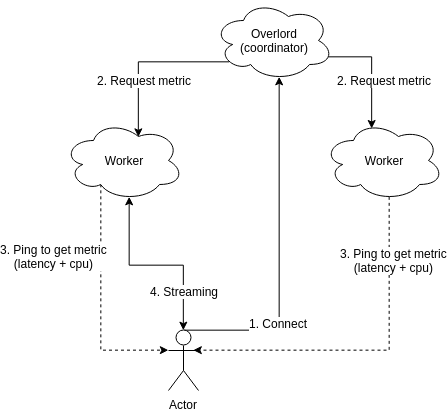 Overlord
(coordinator)
2. Request metric
2. Request metric
Worker
Worker
3. Ping to get metric
(latency + cpu)
3. Ping to get metric
(latency + cpu)
4. Streaming
1. Connect
Actor